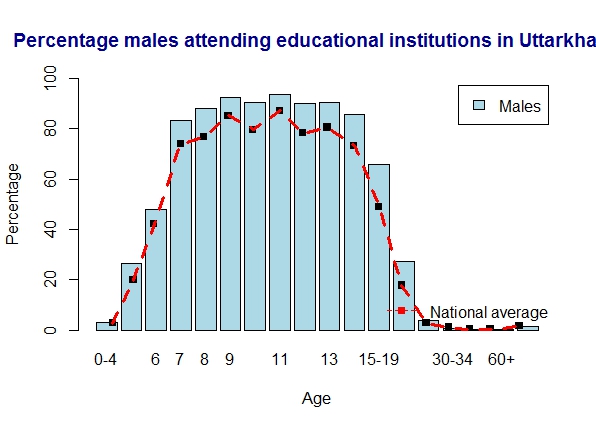 Percentage males attending educational institutions in Uttarkha
100
80
60
40
20
0
Percentage
Males
National average
0-4 6 7 8 9 11 13 15-19 30-34 60+
Age